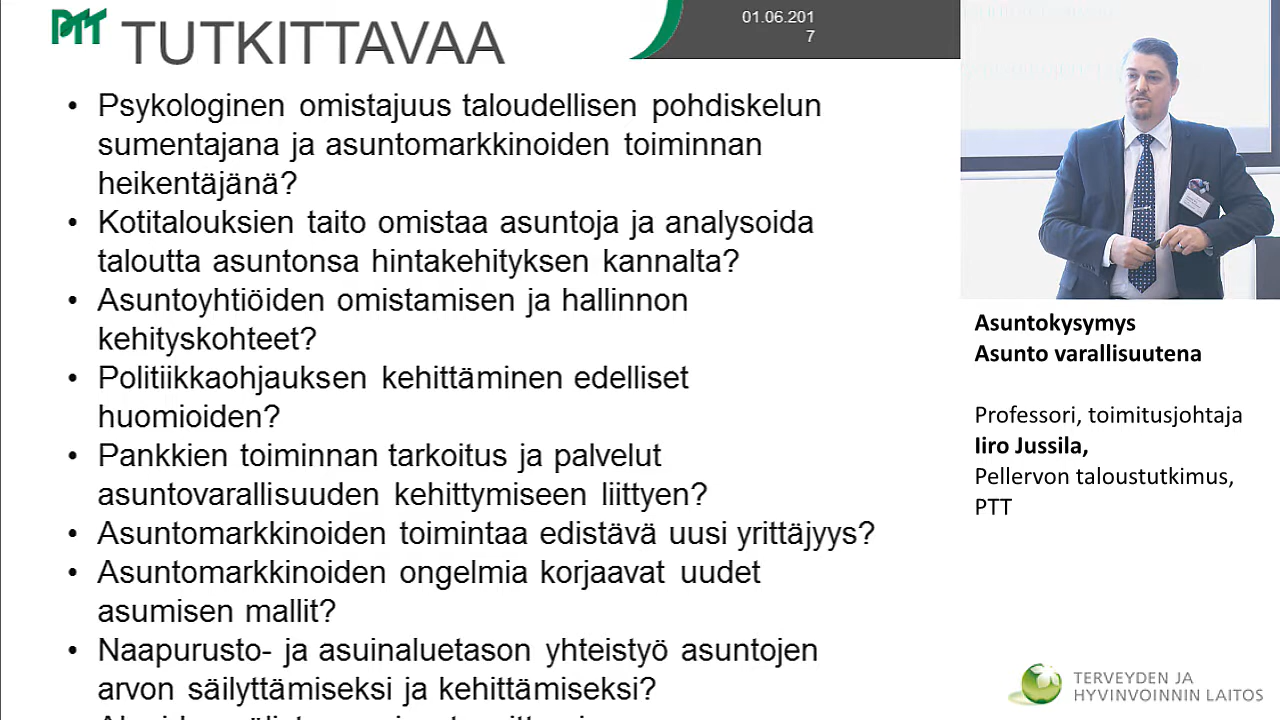 PTT
TUTKITTAVAA
01.06.201
7
• Psykologinen omistajuus taloudellisen pohdiskelun
sumentajana ja asuntomarkkinoiden toiminnan
heikentäjänä?
• Kotitalouksien taito omistaa asuntoja ja analysoida
taloutta asuntonsa hintakehityksen kannalta?
• Asuntoyhtiöiden omistamisen ja hallinnon
kehityskohteet?
• Politiikkaohjauksen kehittäminen edelliset
huomioiden?
• Pankkien toiminnan tarkoitus ja palvelut
asuntovarallisuuden kehittymiseen liittyen?
• Asuntomarkkinoiden toimintaa edistävä uusi yrittäjyys?
• Asuntomarkkinoiden ongelmia korjaavat uudet
asumisen mallit?
• Naapurusto- ja asuinaluetason yhteistyö asuntojen
arvon säilyttämiseksi ja kehittämiseksi?
Asuntokysymys
Asunto varallisuutena
Professori, toimitusjohtaja
Iiro Jussila,
Pellervon taloustutkimus,
PTT
TERVEYDEN JA
HYVINVOINNIN LAITOS